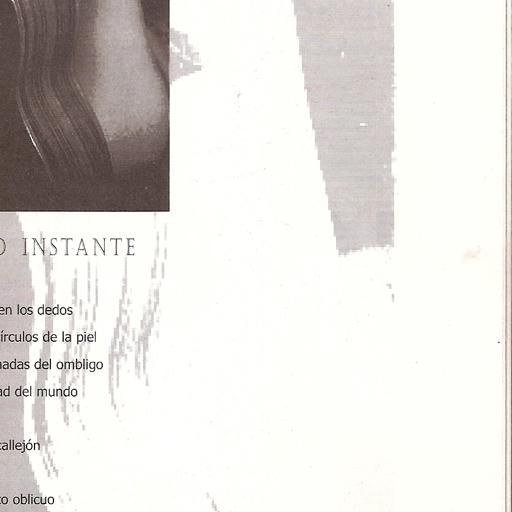 O INSTANTE
en los dedos
írculos de la piel
nadas del ombligo
ad del mundo
callejón
to oblicuo